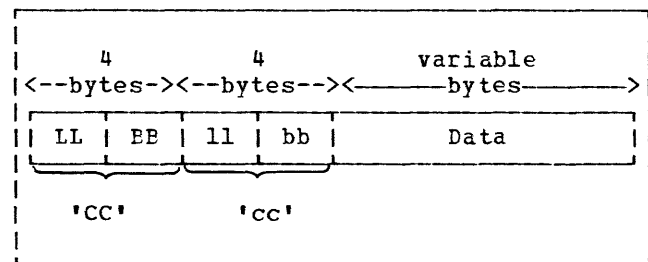 4 4 variable
<--bytes-><--bytes--><——bytes——>
LL | BB | ll | bb | Data
'CC' 'cc'